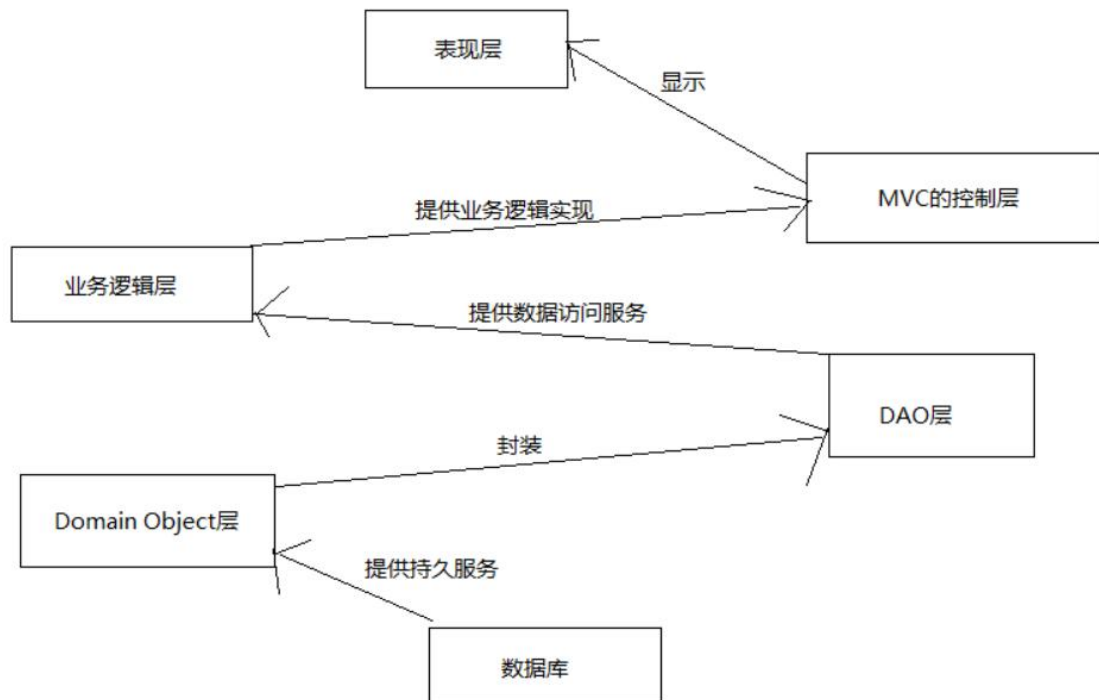 表现层
显示
MVC的控制层
提供业务逻辑实现
业务逻辑层
提供数据访问服务
DAO层
封装
Domain Object层
提供持久服务
数据库